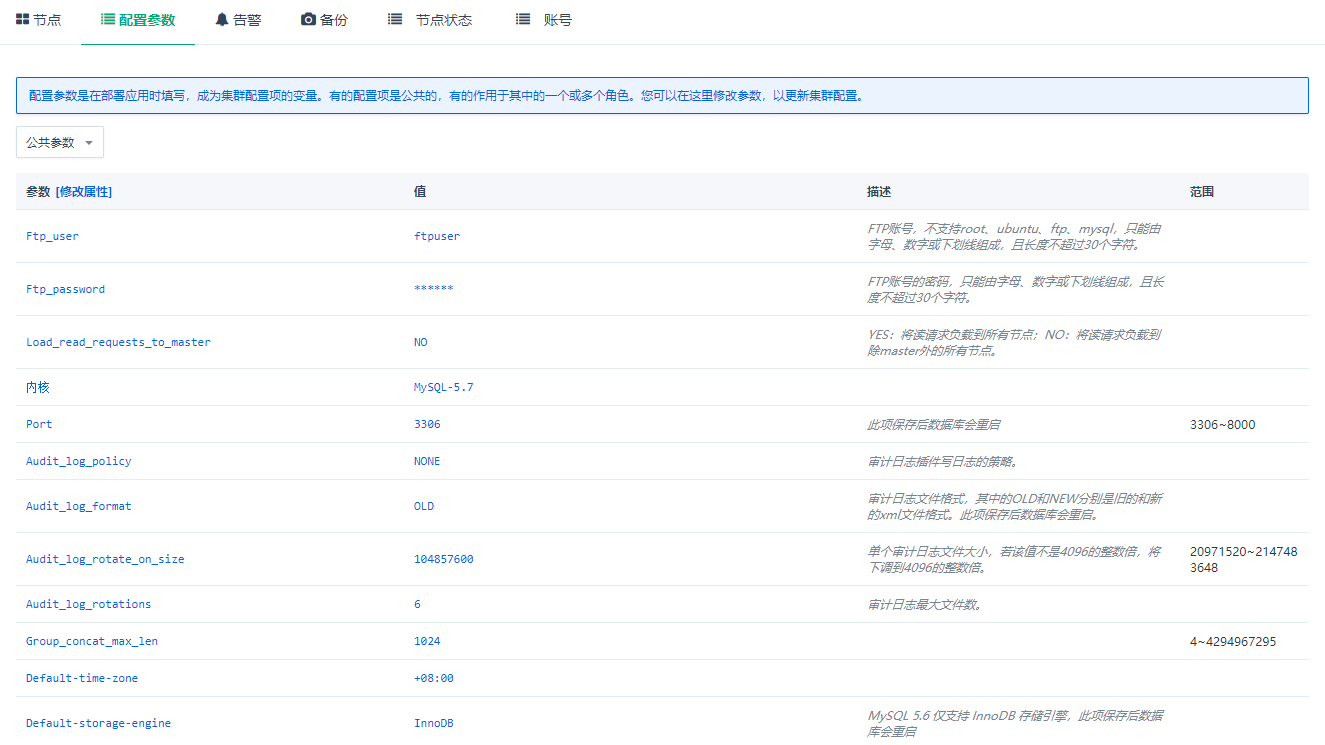 节点 配置参数 告警 备份 节点状态 账号
配置参数是在部署应用时填写，成为集群配置项的变量。有的配置项是公共的，有的作用于其中的一个或多个角色。您可以在这里修改参数，以更新集群配置。
公共参数
参数 [修改属性] 值 描述 范围
Ftp_user ftpuser FTP账号，不支持root、ubuntu、ftp、mysql，只能由
字母、数字或下划线组成，且长度不超过30个字符。
Ftp_password ****** FTP账号的密码，只能由字母、数字或下划线组成，且长
度不超过30个字符。
Load_read_requests_to_master NO YES：将读请求负载到所有节点；NO：将读请求负载到
除master外的所有节点。
内核 MySQL-5.7
Port 3306 此项保存后数据库会重启 3306~8000
Audit_log_policy NONE 审计日志插件写日志的策略。
Audit_log_format OLD 审计日志文件格式，其中的OLD和NEW分别是旧的和新
的xml文件格式。此项保存后数据库会重启。
Audit_log_rotate_on_size 104857600 单个审计日志文件大小，若该值不是4096的整数倍，将 20971520~214748
下调到4096的整数倍。 3648
Audit_log_rotations 6 审计日志最大文件数。
Group_concat_max_len 1024 4~4294967295
Default-time-zone +08:00
Default-storage-engine InnoDB MySQL 5.6 仅支持 InnoDB 存储引擎，此项保存后数据
库会重启